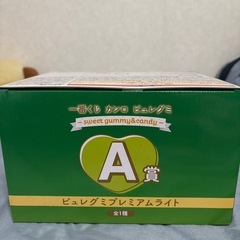 一番くじ カンロ ピュレグミ
~sweet gummy&candy~
A賞
ピュレグミプレミアムライト
全1種